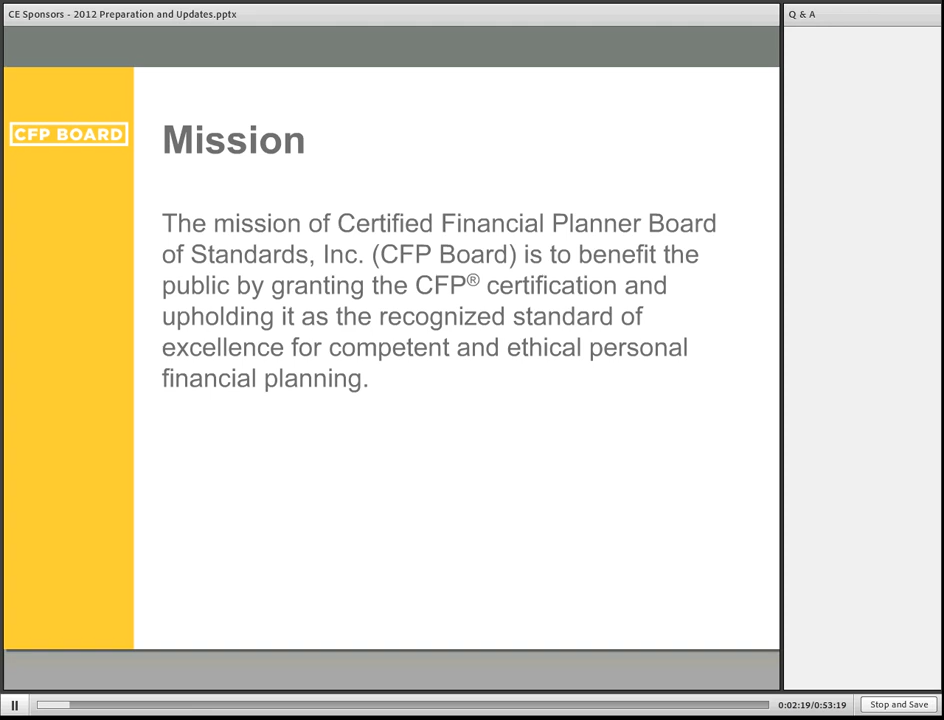 CE Sponsors - 2012 Preparation and Updates.pptx
Q & A
CFP BOARD
Mission
The mission of Certified Financial Planner Board
of Standards, Inc. (CFP Board) is to benefit the
public by granting the CFP® certification and
upholding it as the recognized standard of
excellence for competent and ethical personal
financial planning.
0:02:19/0:53:19
Stop and Save